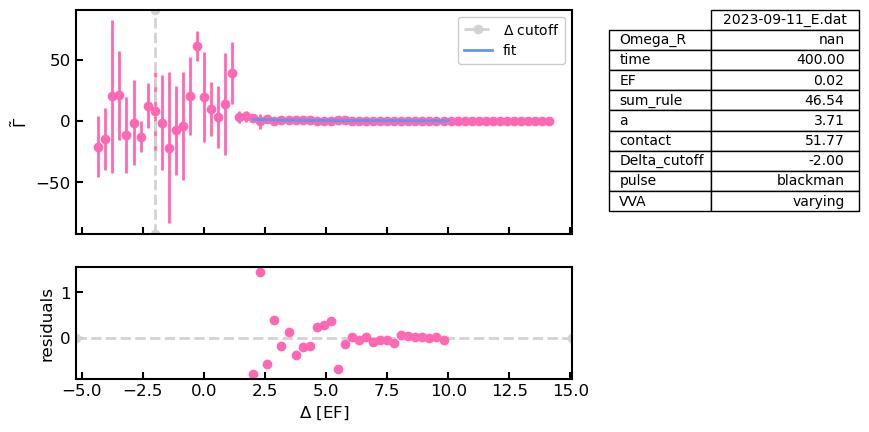 50
0
−50
Γ̃
Δ cutoff
fit
2023-09-11_E.dat
Omega_R nan
time 400.00
EF 0.02
sum_rule 46.54
a 3.71
contact 51.77
Delta_cutoff -2.00
pulse blackman
VVA varying
1
0
residuals
−5.0 −2.5 0.0 2.5 5.0 7.5 10.0 12.5 15.0
Δ [EF]